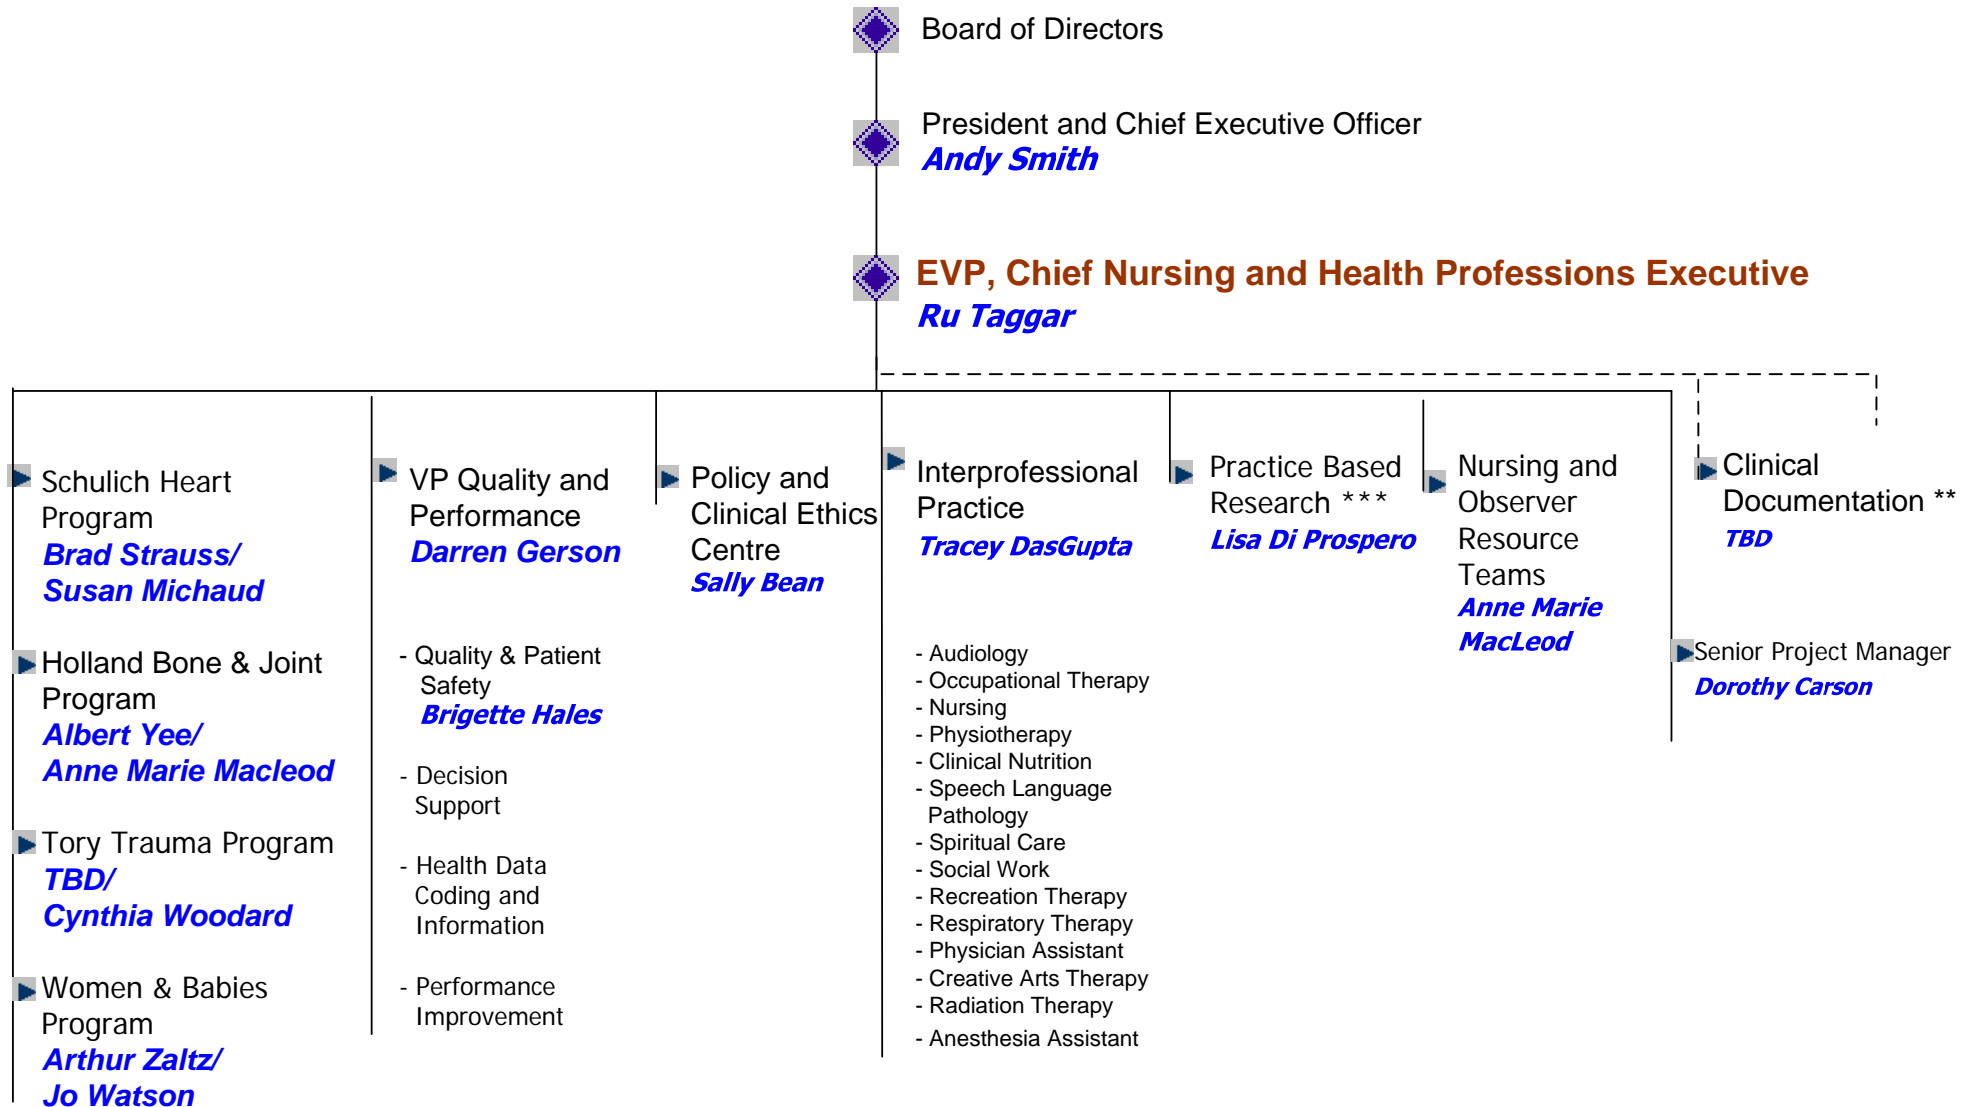 Board of Directors
President and Chief Executive Officer
Andy Smith
EVP, Chief Nursing and Health Professions Executive
Ru Taggar
Schulich Heart
Program
Brad Strauss/
Susan Michaud
Holland Bone & Joint
Program
Albert Yee/
Anne Marie Macleod
Tory Trauma Program
TBD/
Cynthia Woodard
Women & Babies
Program
Arthur Zaltz/
Jo Watson
VP Quality and
Performance
Darren Gerson
- Quality & Patient
Safety
Brigette Hales
- Decision
Support
- Health Data
Coding and
Information
- Performance
Improvement
Policy and
Clinical Ethics
Centre
Sally Bean
Interprofessional
Practice
Tracey DasGupta
- Audiology
- Occupational Therapy
- Nursing
- Physiotherapy
- Clinical Nutrition
- Speech Language
Pathology
- Spiritual Care
- Social Work
- Recreation Therapy
- Respiratory Therapy
- Physician Assistant
- Creative Arts Therapy
- Radiation Therapy
- Anesthesia Assistant
Practice Based
Research ***
Lisa Di Prospero
Nursing and
Observer
Resource
Teams
Anne Marie
MacLeod
Clinical
Documentation **
TBD
Senior Project Manager
Dorothy Carson